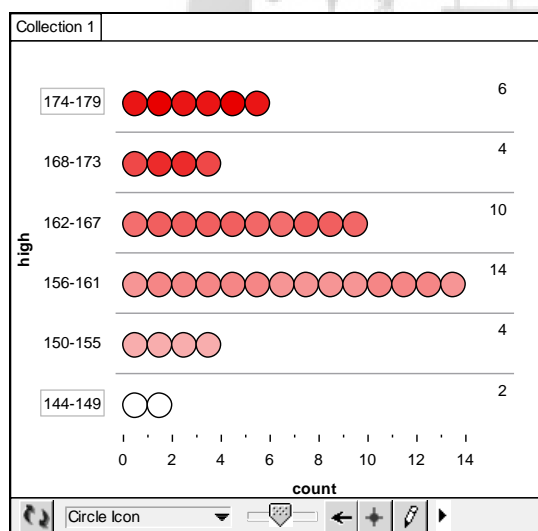 Collection 1
174-179 6
168-173 4
162-167 10
156-161 14
150-155 4
144-149 2
high
0 2 4 6 8 10 12 14
count
Circle Icon